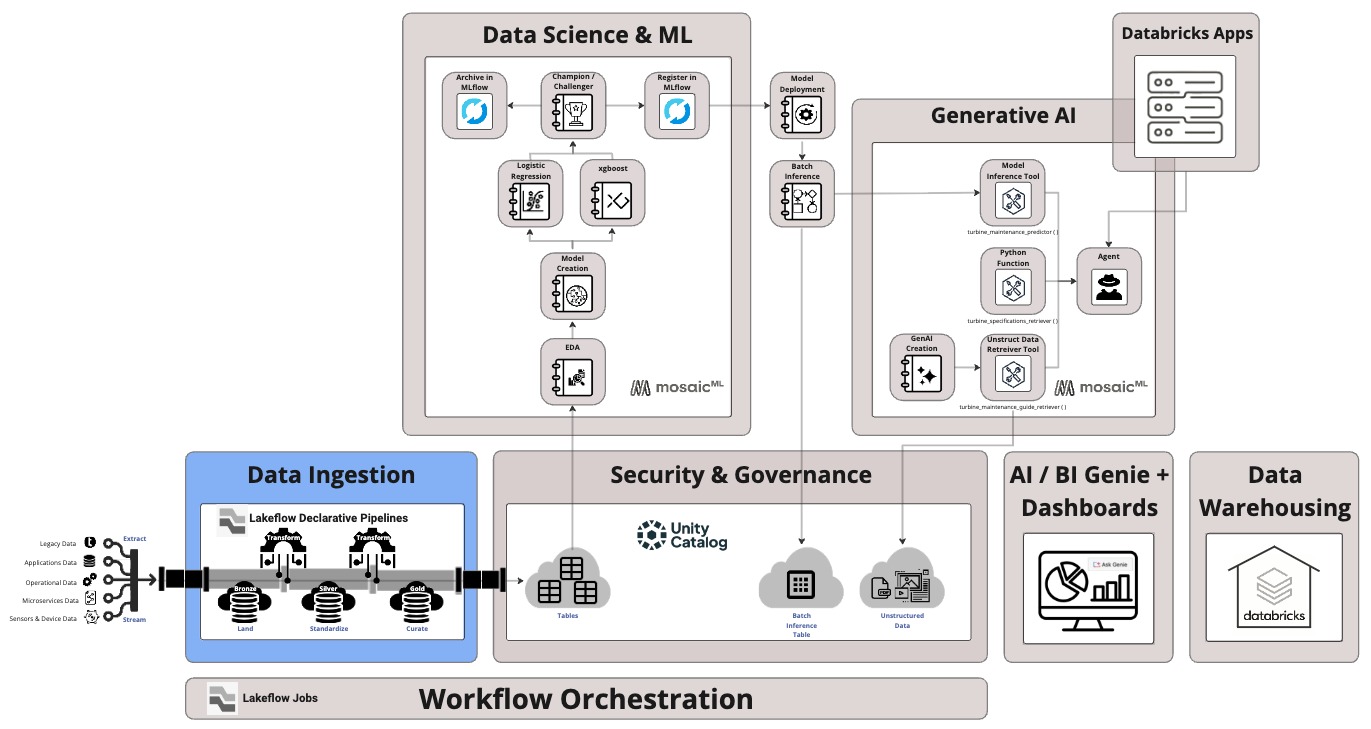 Data Science & ML
Archive in
MLflow
Champion /
Challenger
Register in
MLflow
Logistic
Regression
xgboost
Model
Creation
EDA
mosaicML
Model
Deployment
Batch
Inference
Databricks Apps
Generative AI
Model
Inference Tool
turbine_maintenance_predictor ( )
Python
Function
turbine_specifications_retriever ( )
Agent
GenAI
Creation
Unstruct Data
Retreiver Tool
turbine_maintenance_guide_retriever ( )
mosaicML
Legacy Data
Applications Data
Operational Data
Microservices Data
Sensors & Device Data
Extract
Stream
Data Ingestion
Lakeflow Declarative Pipelines
Transform
Transform
Bronze
Silver
Gold
Land
Standardize
Curate
Security & Governance
Unity
Catalog
Tables
Batch
Inference
Table
PDF
Unstructured
Data
AI / BI Genie +
Dashboards
Ask Genie
Data
Warehousing
databricks
Lakeflow Jobs
Workflow Orchestration